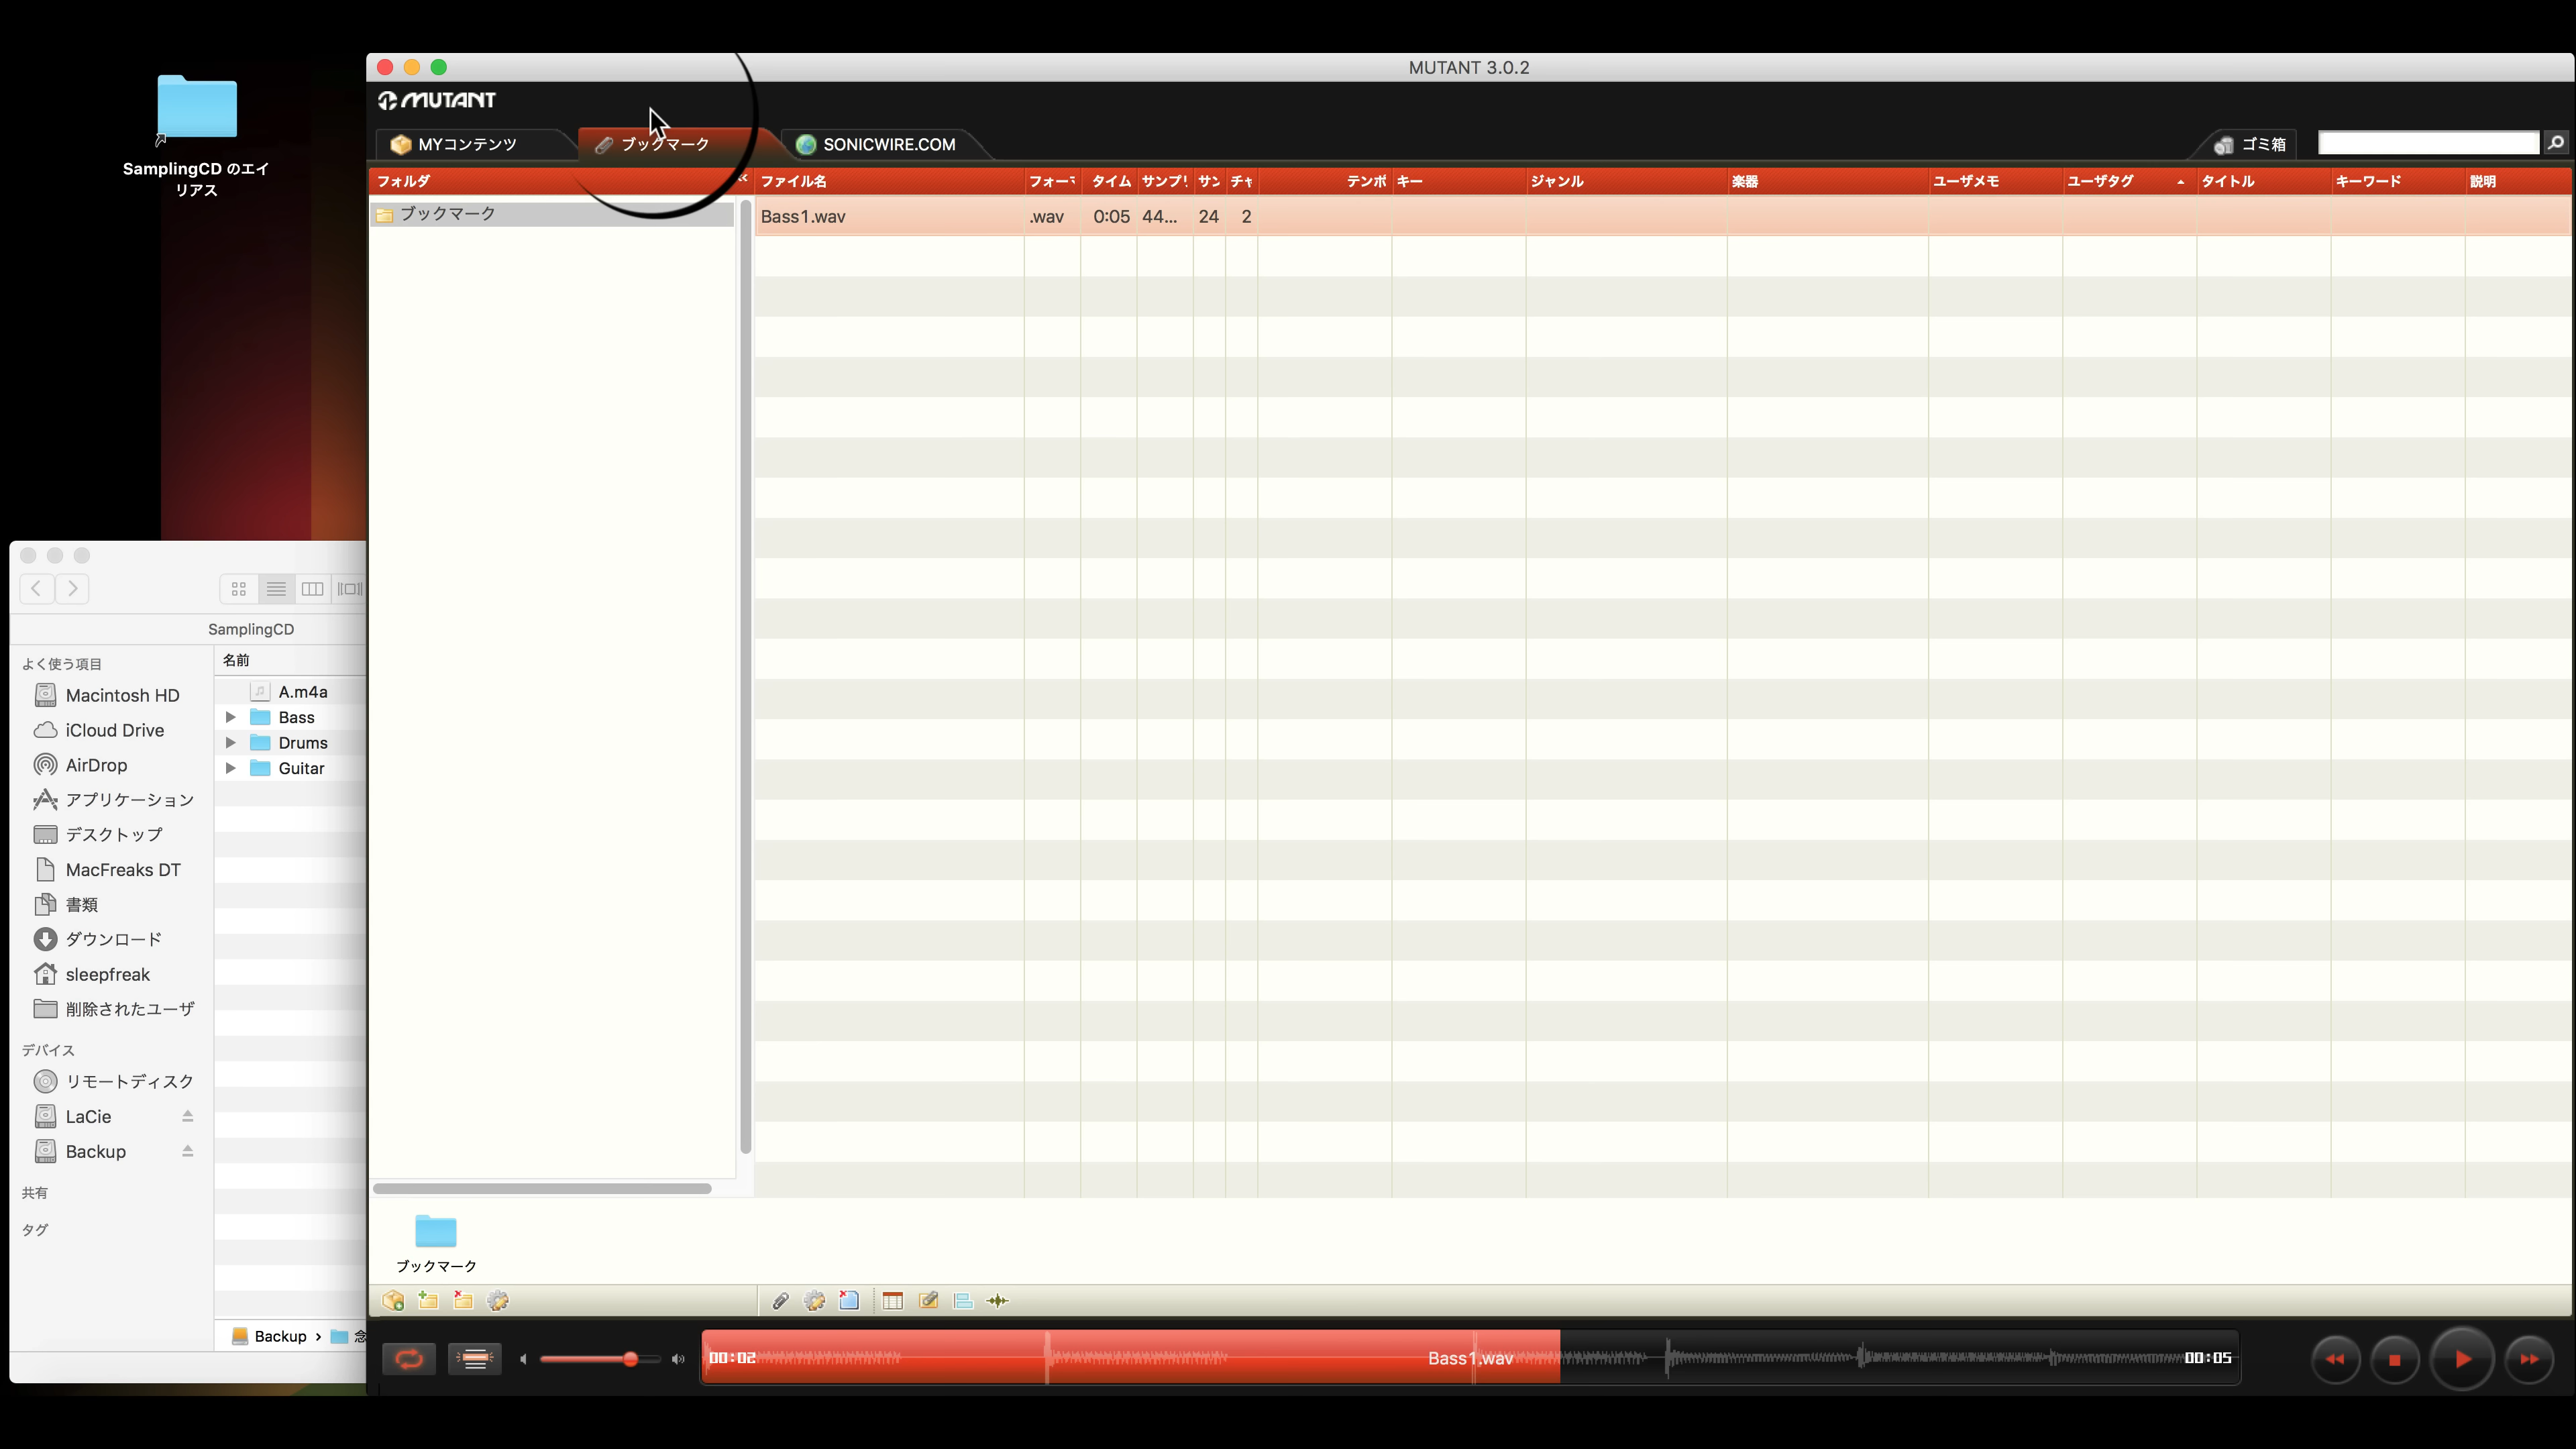 SamplingCD のエイ
リアス
MUTANT 3.0.2
MUTANT
MYコンテンツ
ブックマーク
SONICWIRE.COM
ゴミ箱
フォルダ
ファイル名 フォーマ タイム サンプリ サン チャ テンポ キー ジャンル 楽器 ユーザメモ ユーザタグ タイトル キーワード 説明
ブックマーク
Bass1.wav .wav 0:05 44... 24 2
SamplingCD
よく使う項目
Macintosh HD
iCloud Drive
AirDrop
アプリケーション
デスクトップ
MacFreaks DT
書類
ダウンロード
sleepfreak
削除されたユーザ
デバイス
リモートディスク
LaCie
Backup
共有
タグ
名前
A.m4a
Bass
Drums
Guitar
Backup › 念
ブックマーク
00:02
Bass1.wav
00:05